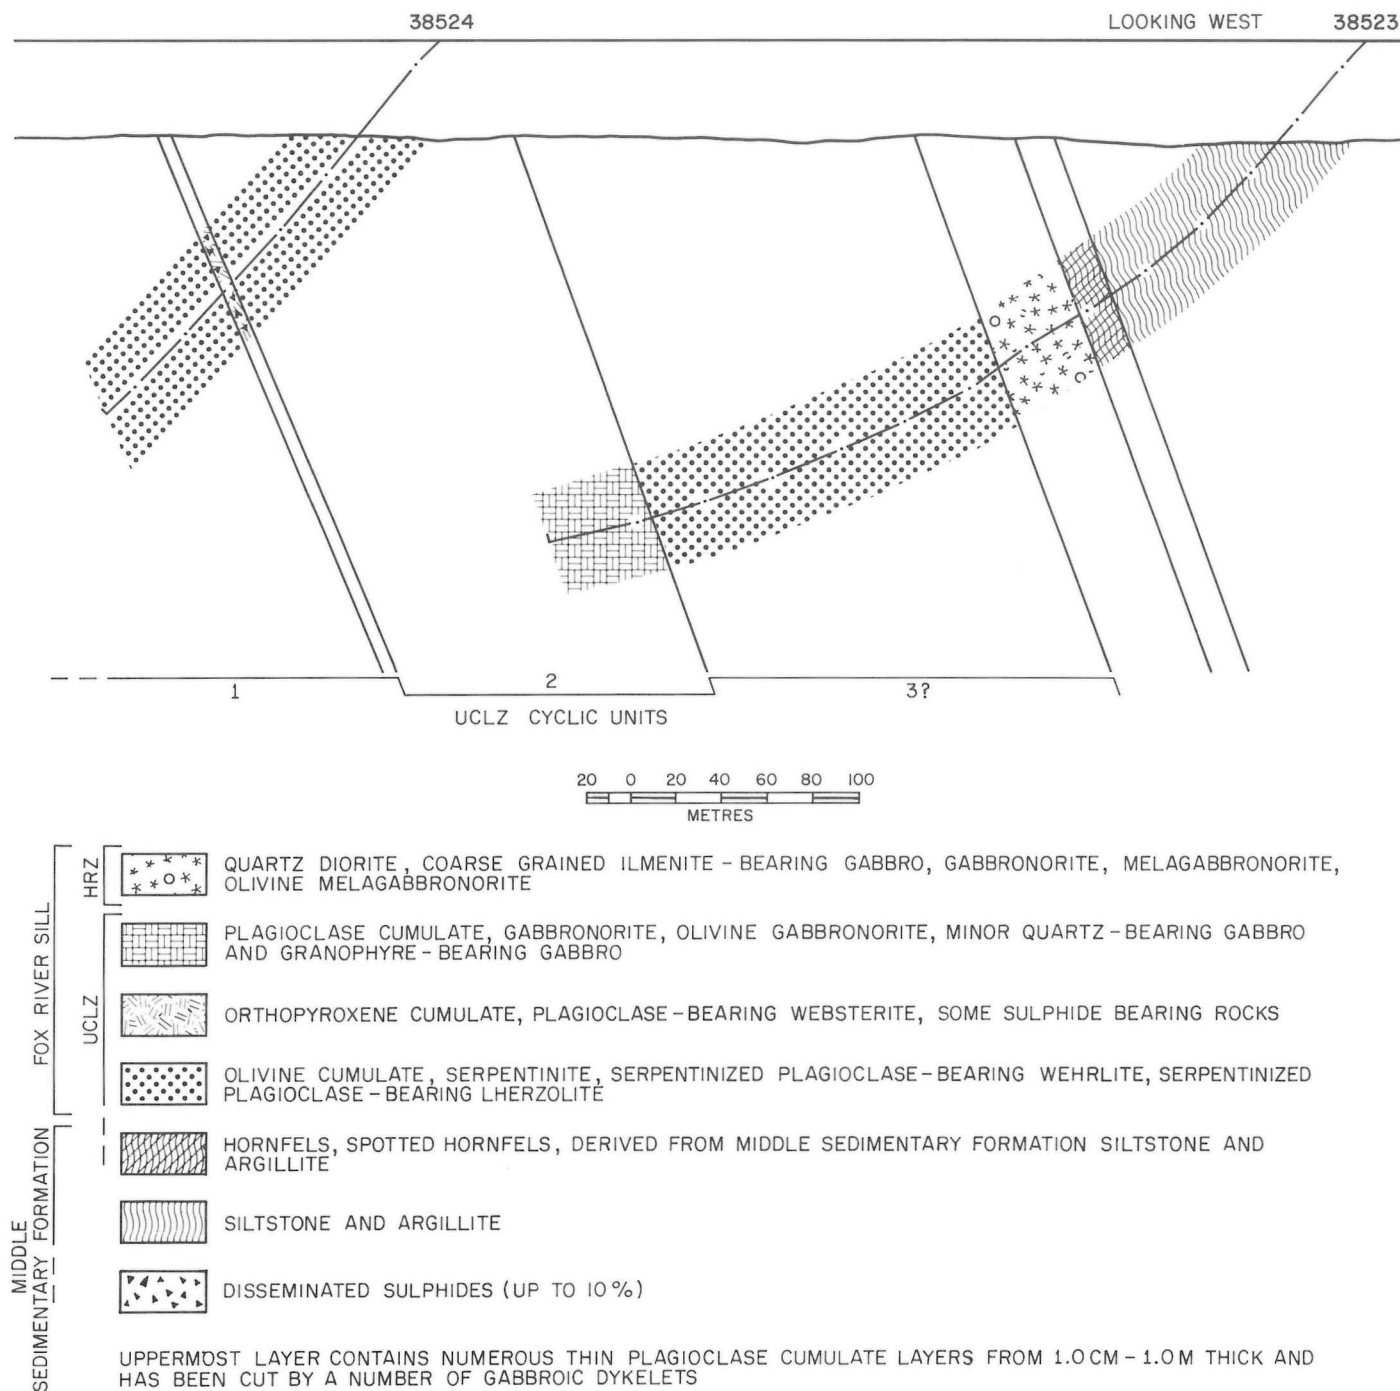 38524
LOOKING WEST 38523
1
2
3?
UCLZ CYCLIC UNITS
20 0 20 40 60 80 100
METRES
FOX RIVER SILL
HRZ
QUARTZ DIORITE, COARSE GRAINED ILMENITE-BEARING GABBRO, GABBRONORITE, MELAGABBRONORITE,
OLIVINE MELAGABBRONORITE
UCLZ
PLAGIOCLASE CUMULATE, GABBRONORITE, OLIVINE GABBRONORITE, MINOR QUARTZ-BEARING GABBRO
AND GRANOPHYRE-BEARING GABBRO
ORTHOPYROXENE CUMULATE, PLAGIOCLASE-BEARING WEBSTERITE, SOME SULPHIDE BEARING ROCKS
OLIVINE CUMULATE, SERPENTINITE, SERPENTINIZED PLAGIOCLASE-BEARING WEHRLITE, SERPENTINIZED
PLAGIOCLASE-BEARING LHERZOLITE
MIDDLE
SEDIMENTARY FORMATION
HORNFELS, SPOTTED HORNFELS, DERIVED FROM MIDDLE SEDIMENTARY FORMATION SILTSTONE AND
ARGILLITE
SILTSTONE AND ARGILLITE
DISSEMINATED SULPHIDES (UP TO 10%)
UPPERMOST LAYER CONTAINS NUMEROUS THIN PLAGIOCLASE CUMULATE LAYERS FROM 1.0 CM - 1.0 M THICK AND
HAS BEEN CUT BY A NUMBER OF GABBROIC DYKELETS